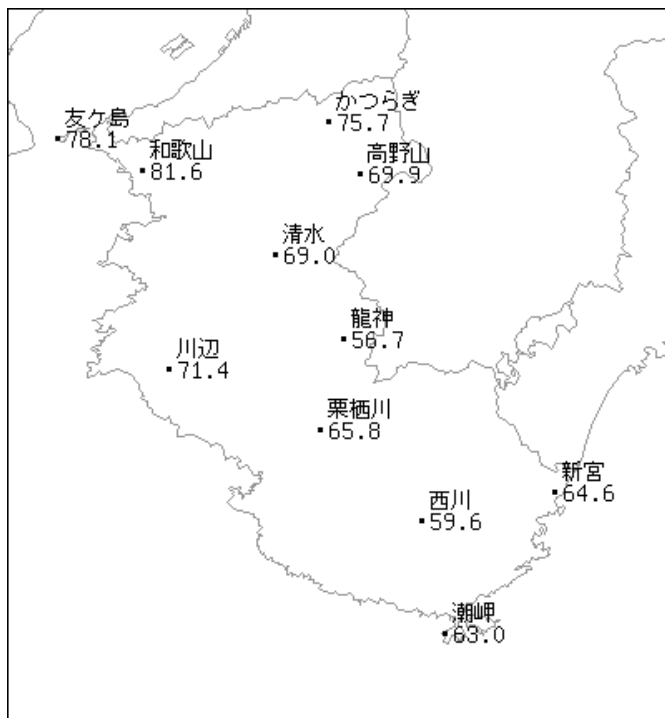 かつらぎ
75.7
友ケ島
78.1
和歌山
81.6
高野山
69.9
清水
69.0
龍神
56.7
川辺
71.4
栗栖川
65.8
新宮
64.6
西川
59.6
潮岬
63.0